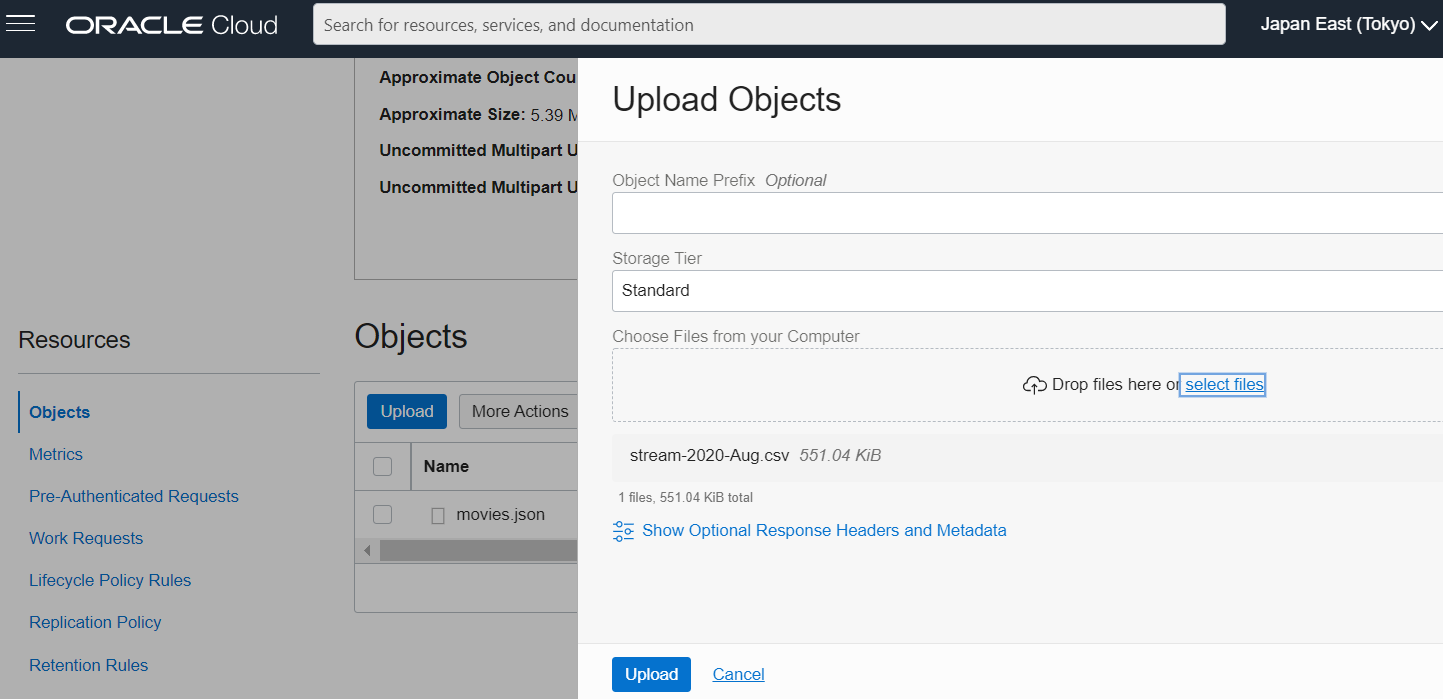 ORACLE Cloud
Search for resources, services, and documentation
Japan East (Tokyo)
Approximate Object Cou
Approximate Size: 5.39 M
Uncommitted Multipart U
Uncommitted Multipart U
Resources
Objects
Metrics
Pre-Authenticated Requests
Work Requests
Lifecycle Policy Rules
Replication Policy
Retention Rules
Objects
Upload More Actions
Name
movies.json
Upload Objects
Object Name Prefix Optional
Storage Tier
Standard
Choose Files from your Computer
Drop files here or select files
stream-2020-Aug.csv 551.04 KiB
1 files, 551.04 KiB total
Show Optional Response Headers and Metadata
Upload Cancel